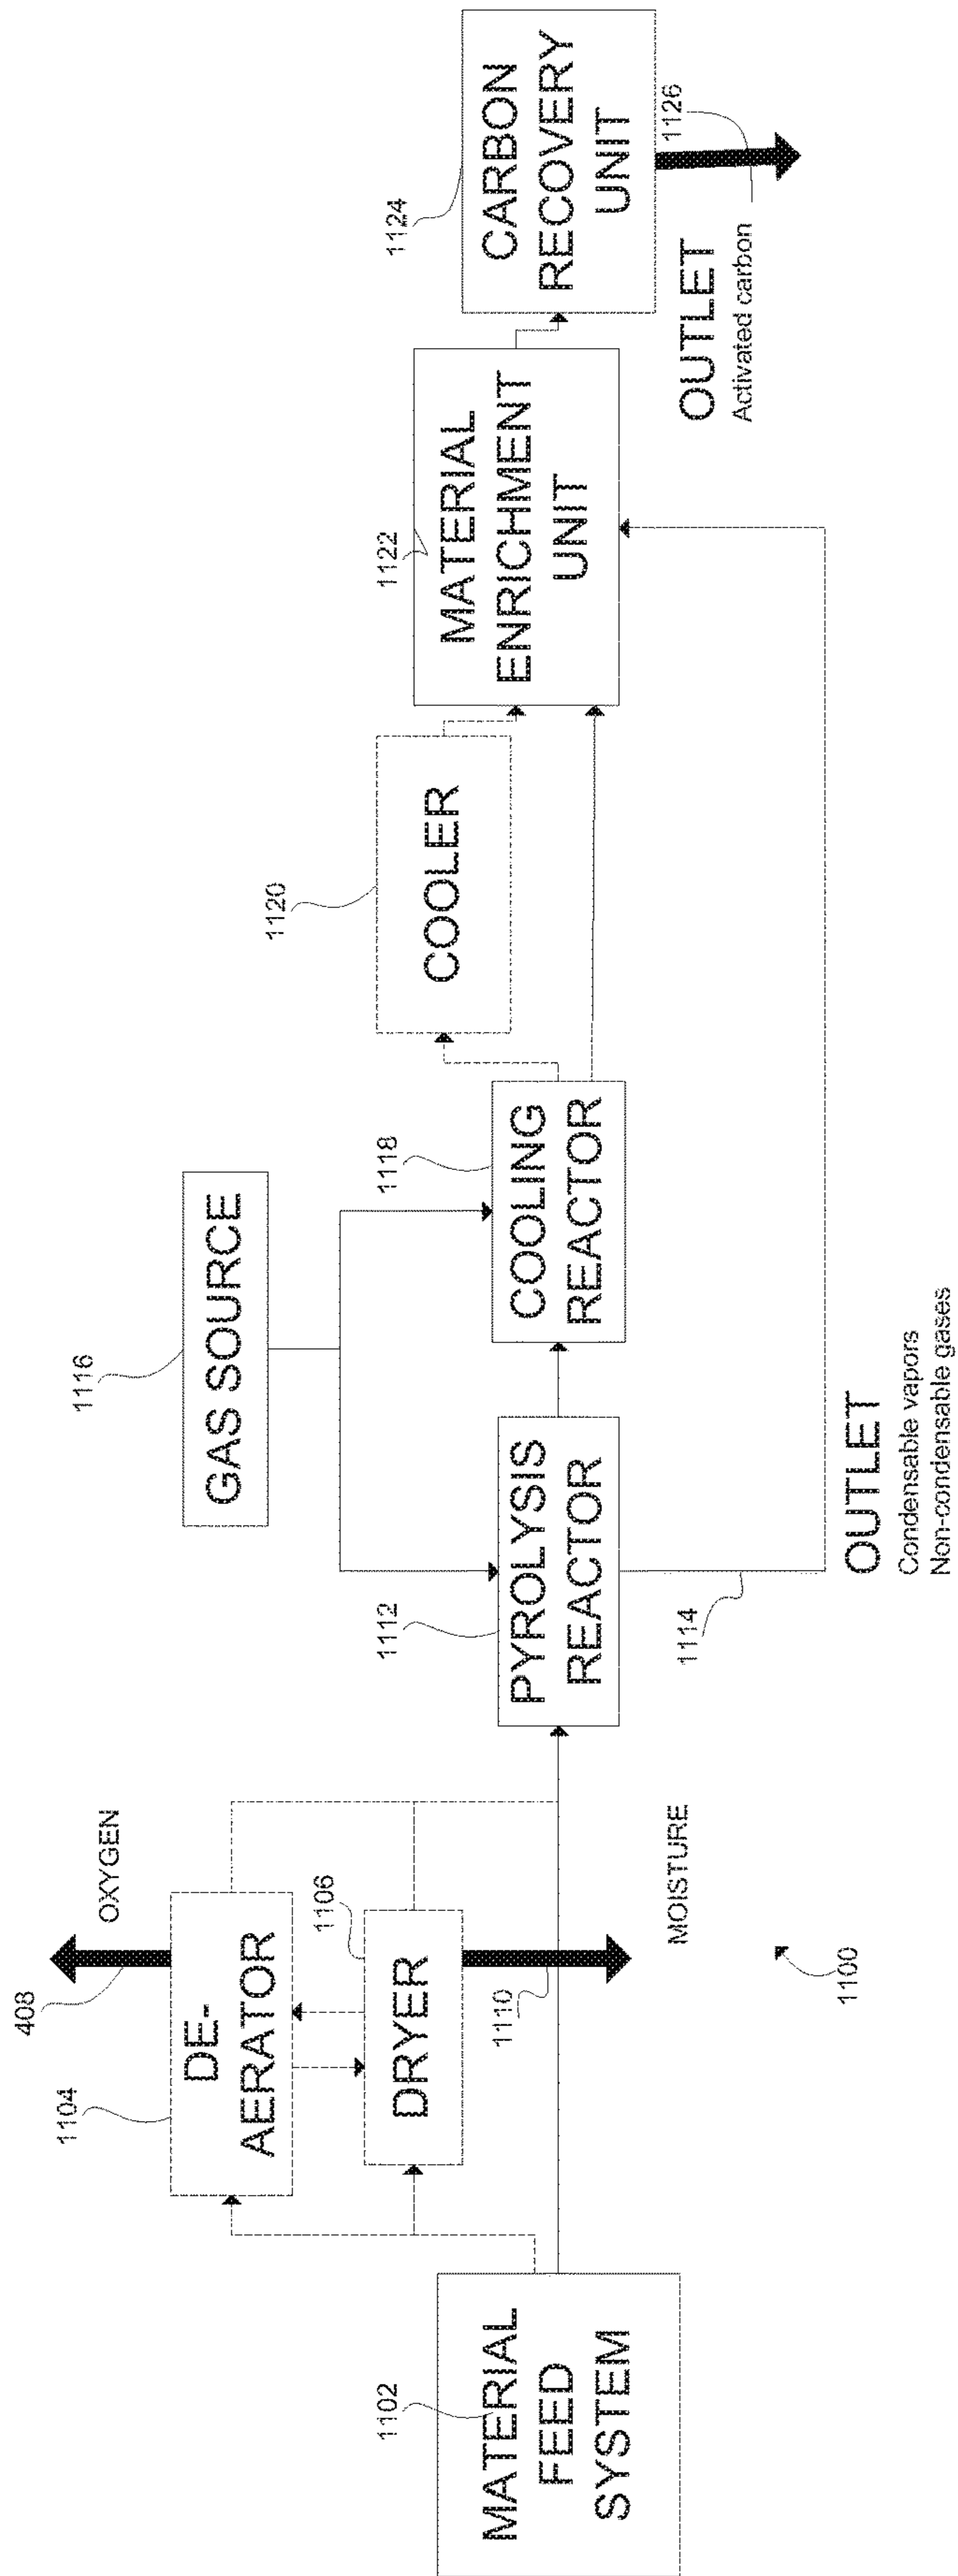 1102
MATERIAL
FEED
SYSTEM
1104
DE-
AERATOR
408
OXYGEN
1106
DRYER
1110
MOISTURE
1100
1112
PYROLYSIS
REACTOR
1114
OUTLET
Condensable vapors
Non-condensable gases
1116
GAS SOURCE
1118
COOLING
REACTOR
1120
COOLER
1122
MATERIAL
ENRICHMENT
UNIT
1124
CARBON
RECOVERY
UNIT
1126
OUTLET
Activated carbon